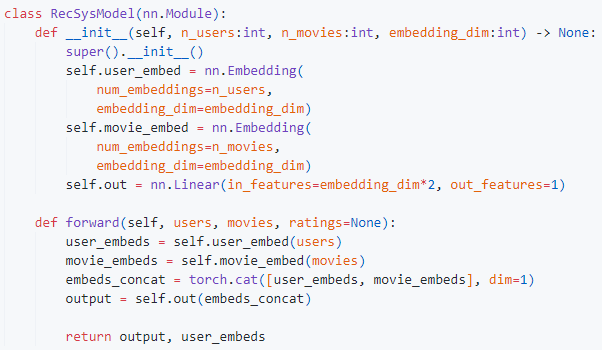 class RecSysModel(nn.Module):
    def __init__(self, n_users:int, n_movies:int, embedding_dim:int) -> None:
        super().__init__()
        self.user_embed = nn.Embedding(
            num_embeddings=n_users,
            embedding_dim=embedding_dim)
        self.movie_embed = nn.Embedding(
            num_embeddings=n_movies,
            embedding_dim=embedding_dim)
        self.out = nn.Linear(in_features=embedding_dim*2, out_features=1)

    def forward(self, users, movies, ratings=None):
        user_embeds = self.user_embed(users)
        movie_embeds = self.movie_embed(movies)
        embeds_concat = torch.cat([user_embeds, movie_embeds], dim=1)
        output = self.out(embeds_concat)

        return output, user_embeds